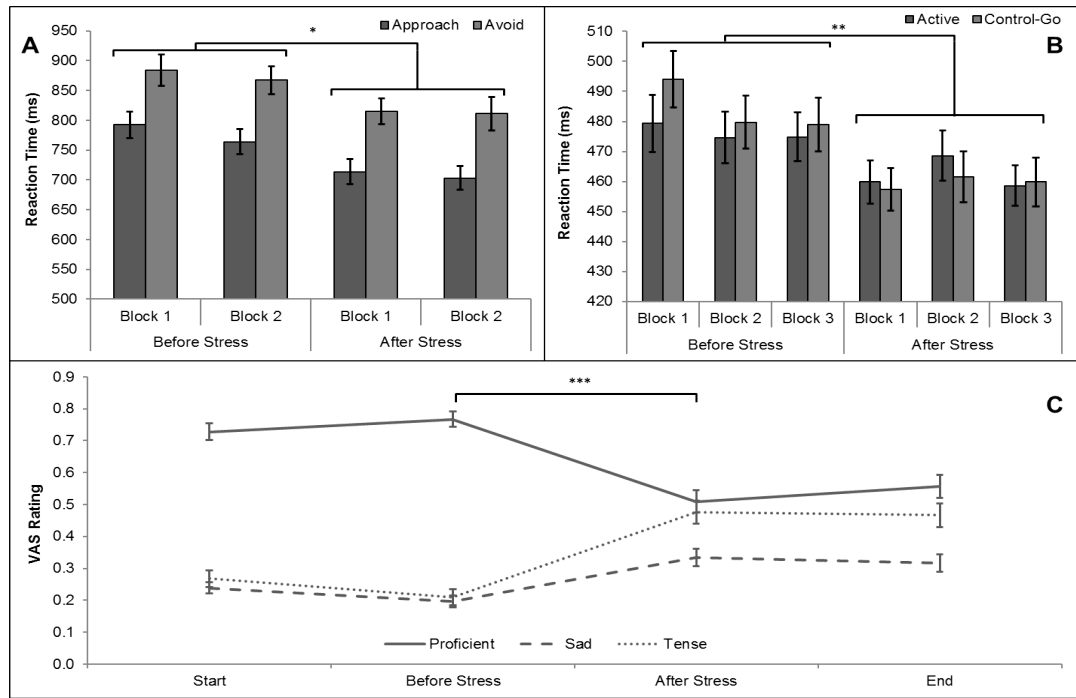 A
Approach Avoid
*
Reaction Time (ms)
950
900
850
800
750
700
650
600
550
500
Block 1 Block 2 Block 1 Block 2
Before Stress After Stress
B
Active Control-Go
**
Reaction Time (ms)
510
500
490
480
470
460
450
440
430
420
Block 1 Block 2 Block 3 Block 1 Block 2 Block 3
Before Stress After Stress
C
***
VAS Rating
0.9
0.8
0.7
0.6
0.5
0.4
0.3
0.2
0.1
0.0
Proficient Sad Tense
Start Before Stress After Stress End